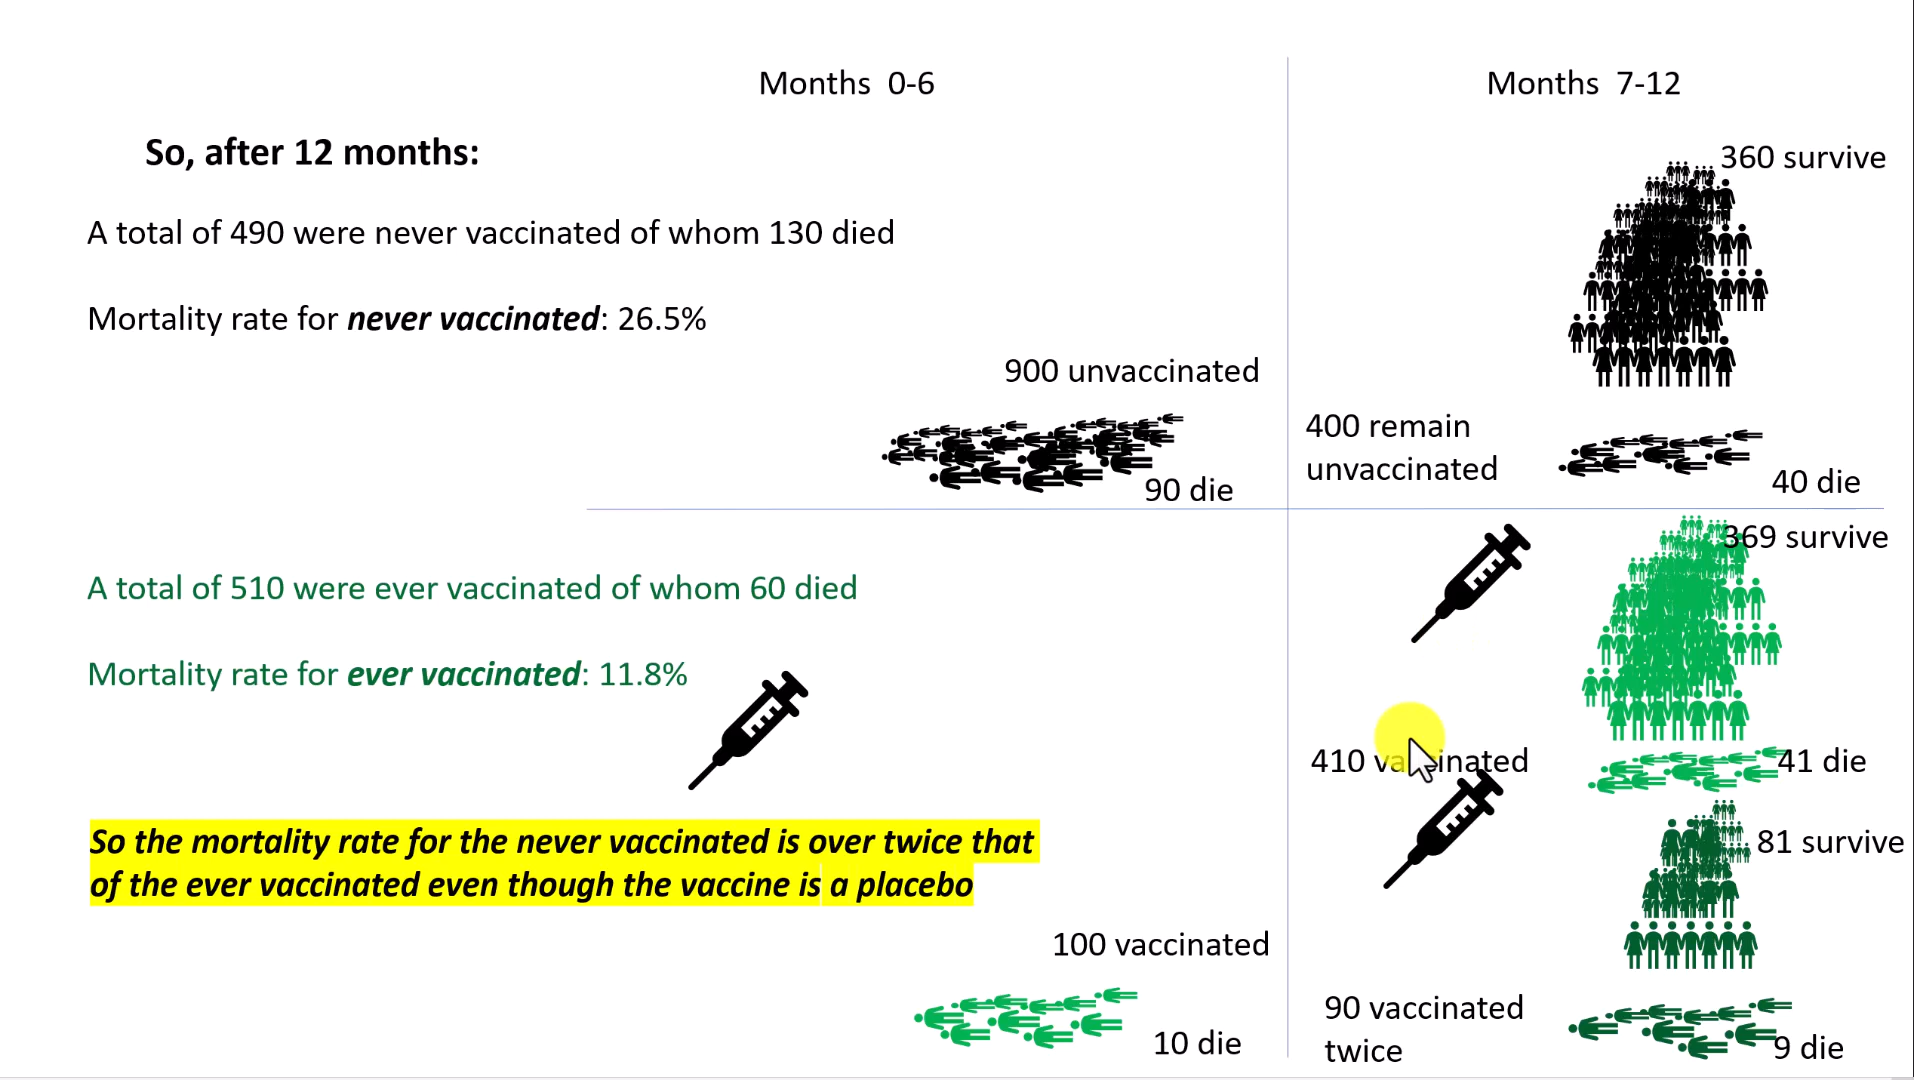 Months 0-6
Months 7-12
So, after 12 months:
360 survive
A total of 490 were never vaccinated of whom 130 died
Mortality rate for never vaccinated: 26.5%
900 unvaccinated
90 die
400 remain
unvaccinated
40 die
369 survive
A total of 510 were ever vaccinated of whom 60 died
Mortality rate for ever vaccinated: 11.8%
410 vaccinated
41 die
So the mortality rate for the never vaccinated is over twice that
of the ever vaccinated even though the vaccine is a placebo
81 survive
100 vaccinated
10 die
90 vaccinated
twice
9 die